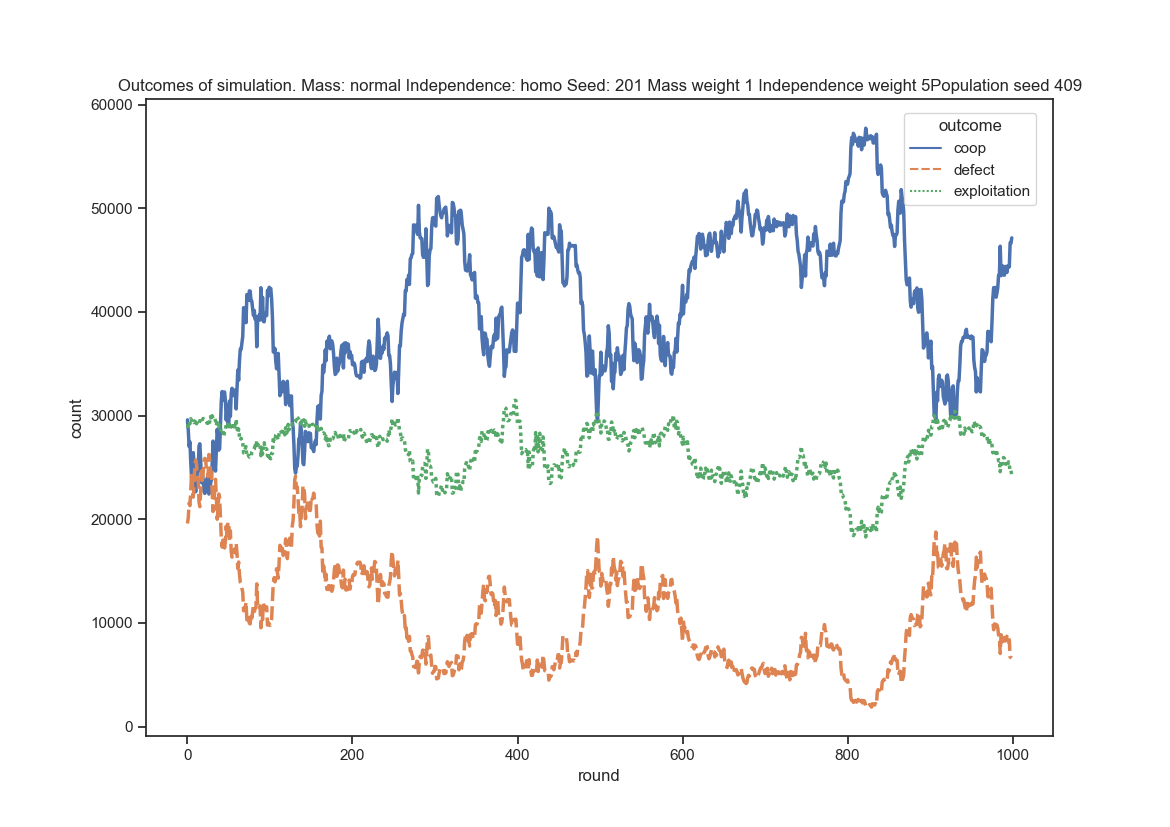 Outcomes of simulation. Mass: normal Independence: homo Seed: 201 Mass weight 1 Independence weight 5Population seed 409
60000
50000
40000
30000
20000
10000
0
count
outcome
coop
defect
exploitation
0 200 400 600 800 1000
round